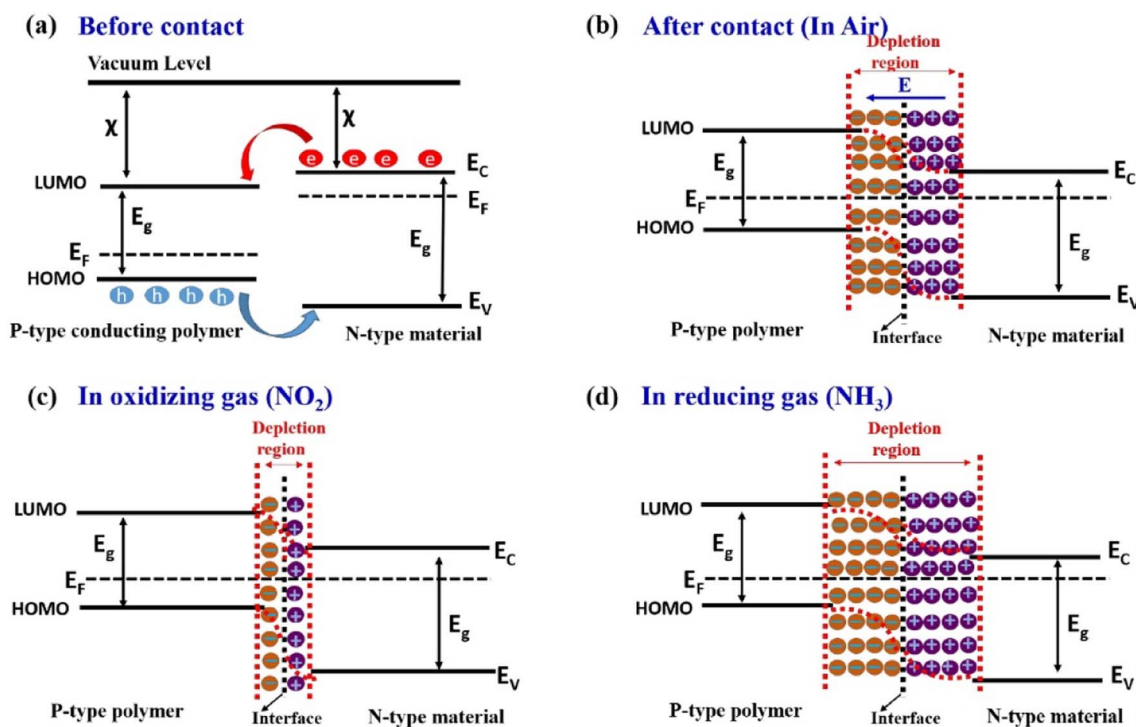 (a) Before contact
Vacuum Level
χ
χ
e e e e
LUMO
E_C
E_F
E_g
E_g
E_F
HOMO
h h h h
E_V
P-type conducting polymer
N-type material
(b) After contact (In Air)
Depletion
region
E
LUMO
E_g
E_C
E_F
HOMO
E_g
E_V
P-type polymer
Interface
N-type material
(c) In oxidizing gas (NO₂)
Depletion
region
LUMO
E_g
E_C
E_F
HOMO
E_g
E_V
P-type polymer
Interface
N-type material
(d) In reducing gas (NH₃)
Depletion
region
LUMO
E_g
E_C
E_F
HOMO
E_g
E_V
P-type polymer
Interface
N-type material